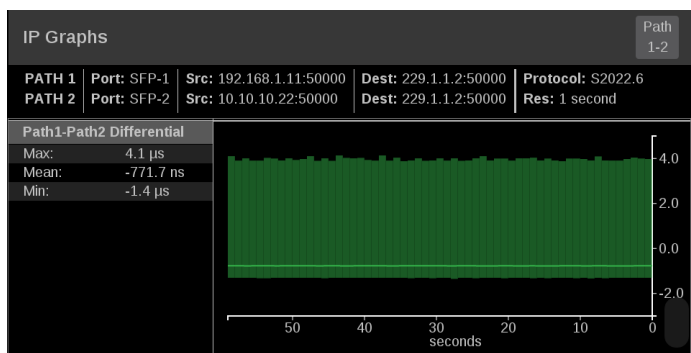 IP Graphs
Path
1-2
PATH 1 Port: SFP-1 Src: 192.168.1.11:50000 Dest: 229.1.1.2:50000 Protocol: S2022.6
PATH 2 Port: SFP-2 Src: 10.10.10.22:50000 Dest: 229.1.1.2:50000 Res: 1 second
Path1-Path2 Differential
Max: 4.1 µs
Mean: -771.7 ns
Min: -1.4 µs
4.0
2.0
0.0
-2.0
50 40 30 20 10 0
seconds